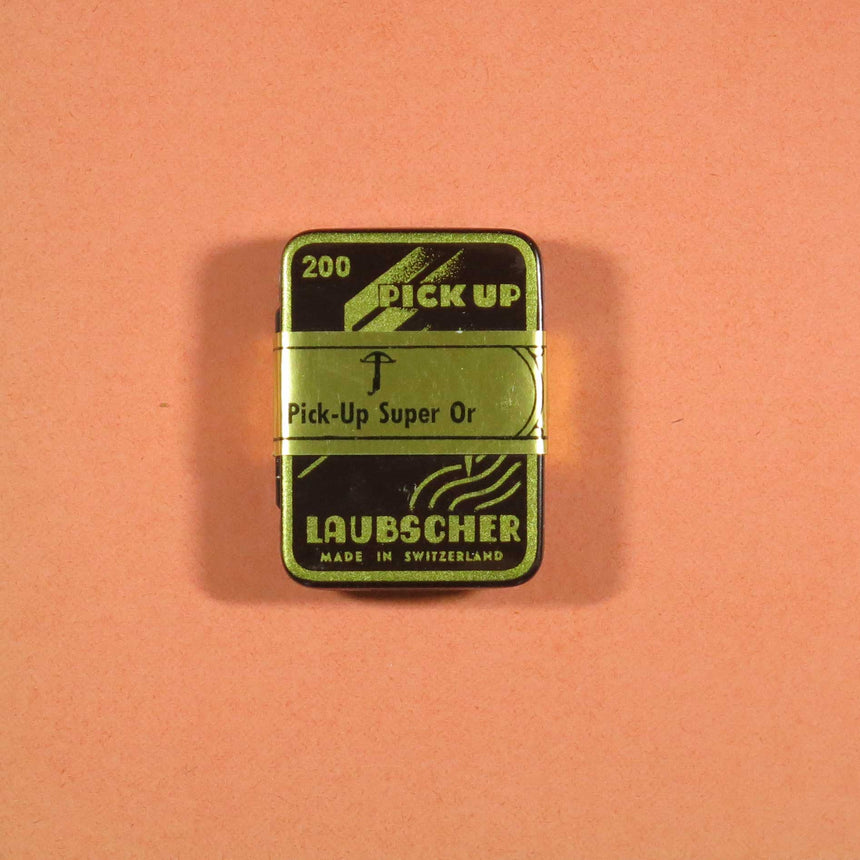 200
PICK UP
Pick-Up Super Or
LAUBSCHER
MADE IN SWITZERLAND